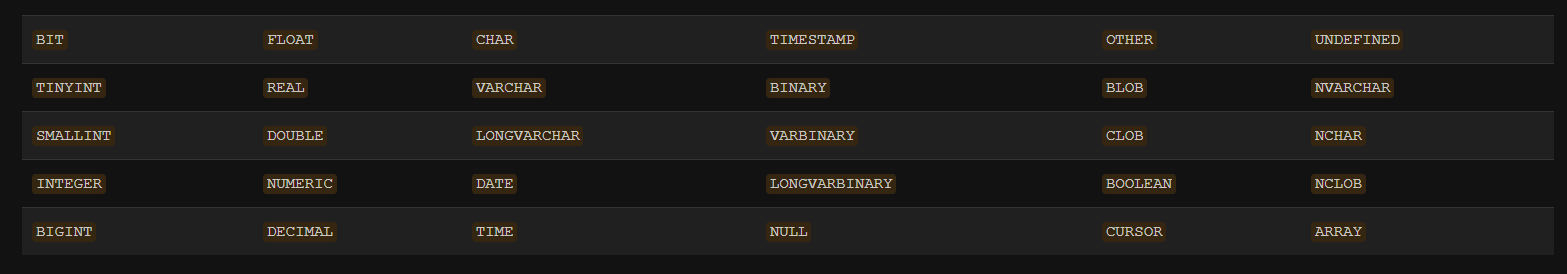 BIT FLOAT CHAR TIMESTAMP OTHER UNDEFINED
TINYINT REAL VARCHAR BINARY BLOB NVARCHAR
SMALLINT DOUBLE LONGVARCHAR VARBINARY CLOB NCHAR
INTEGER NUMERIC DATE LONGVARBINARY BOOLEAN NCLOB
BIGINT DECIMAL TIME NULL CURSOR ARRAY